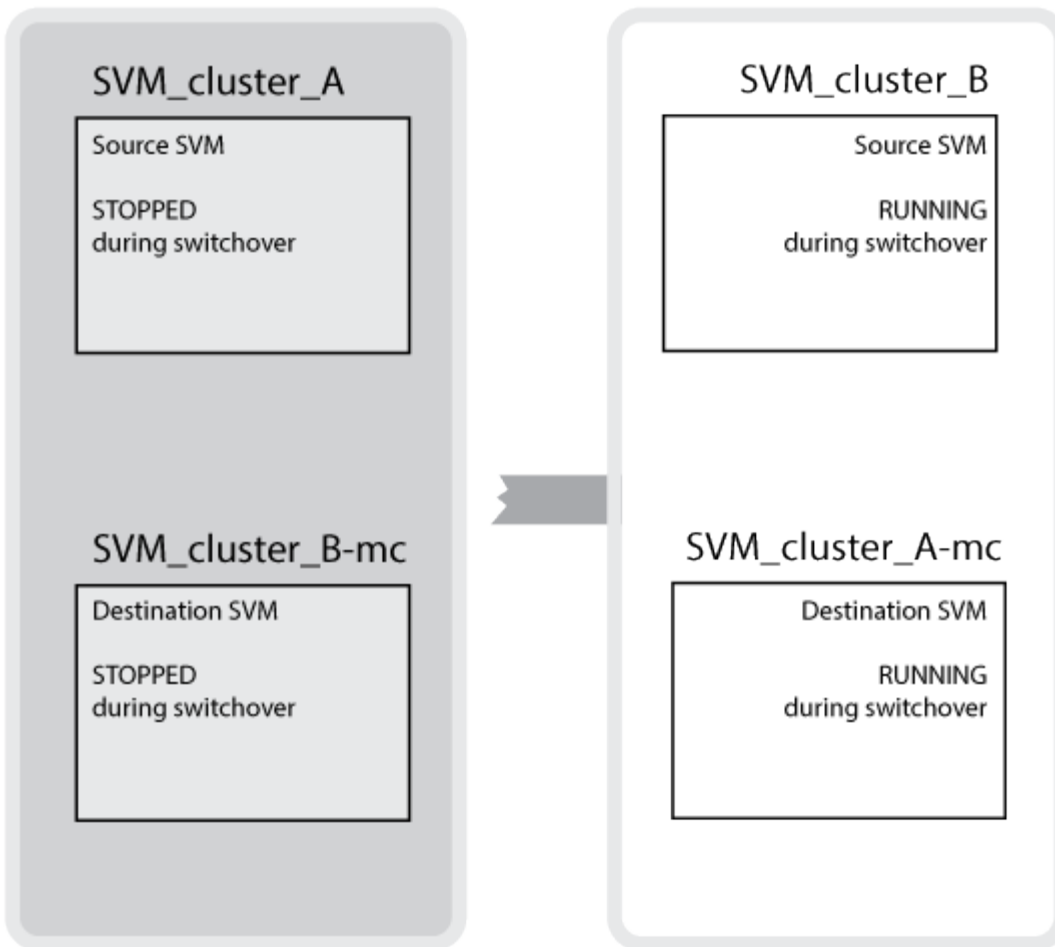 SVM_cluster_A
Source SVM
STOPPED
during switchover
SVM_cluster_B-mc
Destination SVM
STOPPED
during switchover
SVM_cluster_B
Source SVM
RUNNING
during switchover
SVM_cluster_A-mc
Destination SVM
RUNNING
during switchover